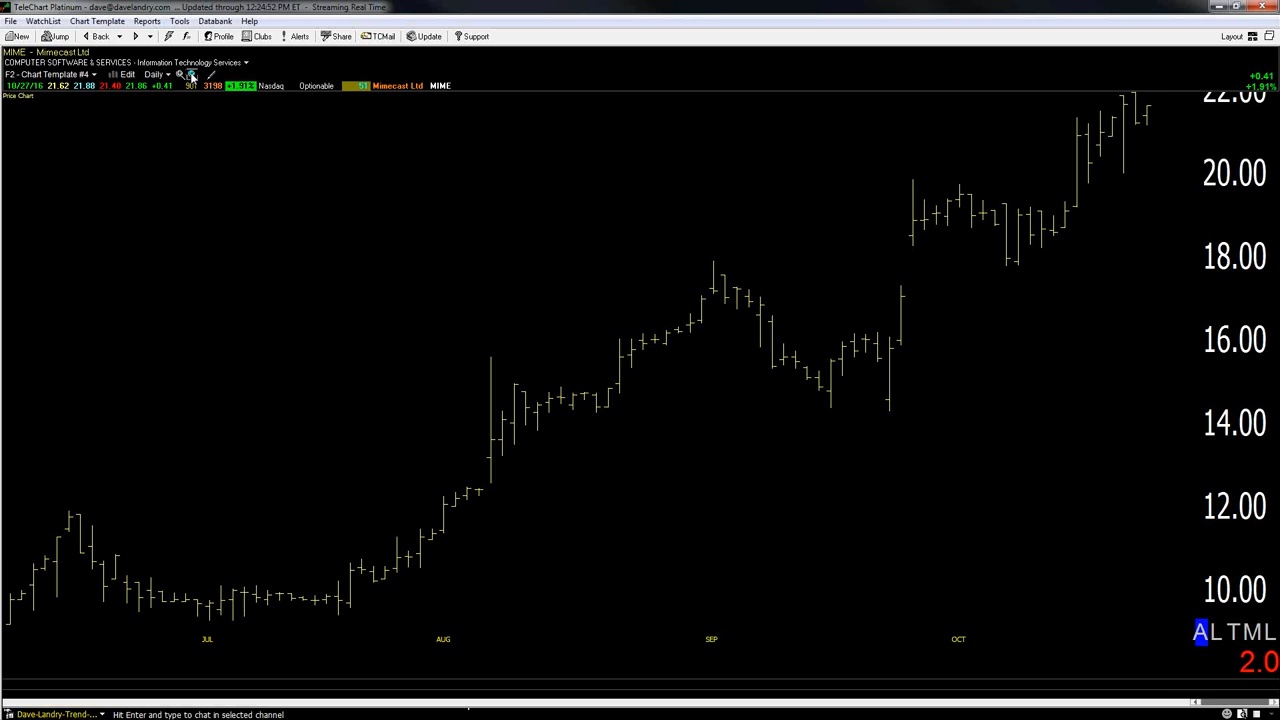 TeleChart Platinum - dave@davelandry.com ... Updated through 12:24:52 PM ET - Streaming Real Time
File WatchList Chart Template Reports Tools Databank Help
New Jump Back Profile Clubs Alerts Share TCMail Update Support Layout
MIME - Mimecast Ltd
COMPUTER SOFTWARE & SERVICES - Information Technology Services
F2 - Chart Template #4 Edit Daily
+0.41
10/27/16 21.62 21.88 21.40 21.86 +0.41 901 3198 +1.91% Nasdaq Optionable 51 Mimecast Ltd MIME
+1.91%
Price Chart
22.00
20.00
18.00
16.00
14.00
12.00
10.00
ALTML
JUL AUG SEP OCT
2.0
Dave-Landry-Trend-... Hit Enter and type to chat in selected channel